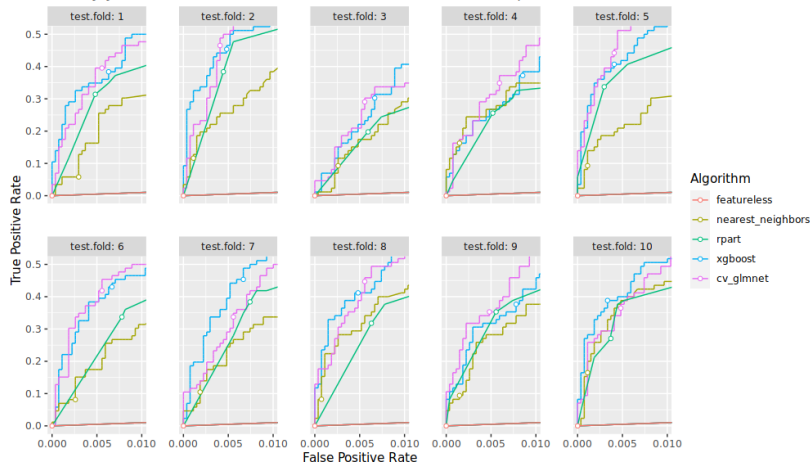 test.fold: 1 test.fold: 2 test.fold: 3 test.fold: 4 test.fold: 5
0.5
0.4
0.3
0.2
0.1
0.0
test.fold: 6 test.fold: 7 test.fold: 8 test.fold: 9 test.fold: 10
0.5
0.4
0.3
0.2
0.1
0.0
0.000 0.005 0.010 0.000 0.005 0.010 0.000 0.005 0.010 0.000 0.005 0.010 0.000 0.005 0.010
False Positive Rate
True Positive Rate
Algorithm
featureless
nearest_neighbors
rpart
xgboost
cv_glmnet